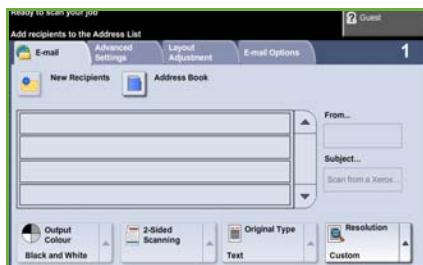 Ready to scan your job
Guest
Add recipients to the Address List
E-mail
Advanced Settings
Layout Adjustment
E-mail Options
1
New Recipients
Address Book
From...
Subject...
Scan from a Xerox...
Output Colour
Black and White
2-Sided Scanning
Original Type
Text
Resolution
Custom